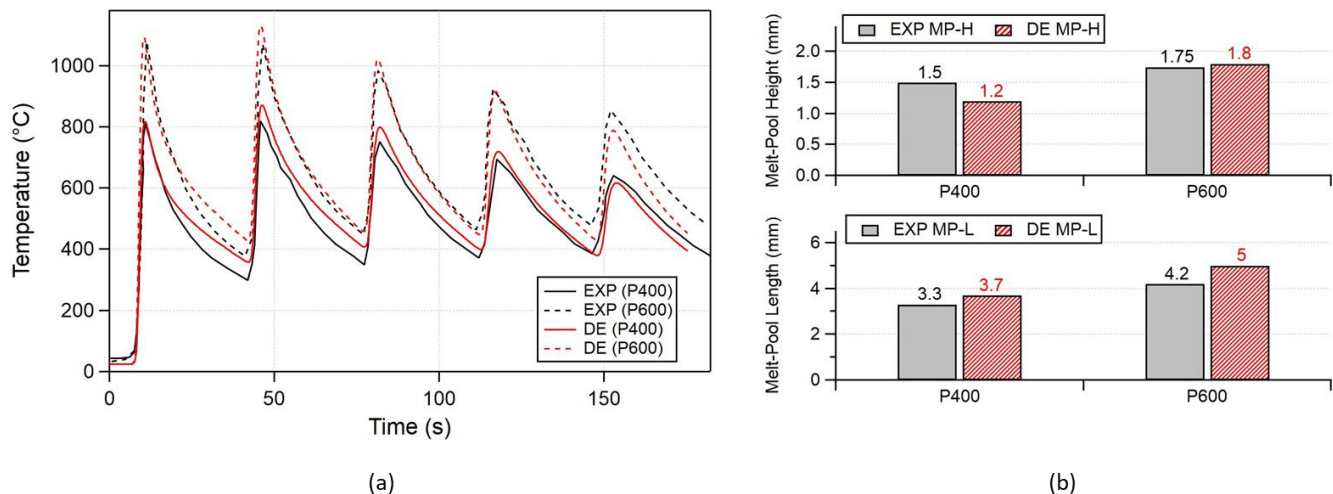 Temperature (°C)
1000
800
600
400
200
0
0 50 100 150
Time (s)
EXP (P400)
EXP (P600)
DE (P400)
DE (P600)
(a)
EXP MP-H DE MP-H
Melt-Pool Height (mm)
2.0
1.5
1.0
0.5
0.0
1.5 1.2 1.75 1.8
P400 P600
EXP MP-L DE MP-L
Melt-Pool Length (mm)
6
4
2
0
3.3 3.7 4.2 5
P400 P600
(b)